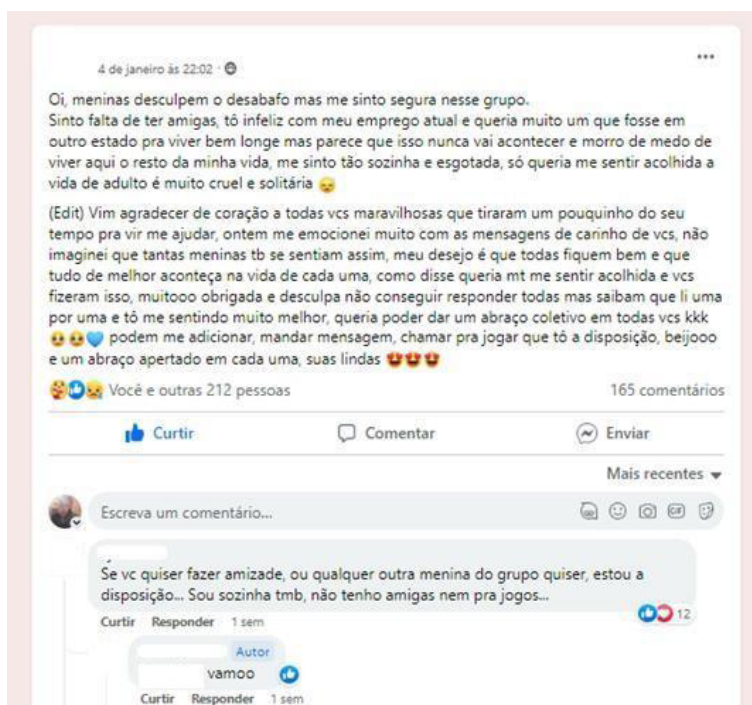 4 de janeiro às 22:02 ·
Oi, meninas desculpem o desabafo mas me sinto segura nesse grupo.
Sinto falta de ter amigas, tô infeliz com meu emprego atual e queria muito um que fosse em
outro estado pra viver bem longe mas parece que isso nunca vai acontecer e morro de medo de
viver aqui o resto da minha vida, me sinto tão sozinha e esgotada, só queria me sentir acolhida a
vida de adulto é muito cruel e solitária 😞
(Edit) Vim agradecer de coração a todas vcs maravilhosas que tiraram um pouquinho do seu
tempo pra vir me ajudar, ontem me emocionei muito com as mensagens de carinho de vcs, não
imaginei que tantas meninas tb se sentiam assim, meu desejo é que todas fiquem bem e que
tudo de melhor aconteça na vida de cada uma, como disse queria mt me sentir acolhida e vcs
fizeram isso, muitooo obrigada e desculpa não conseguir responder todas mas saibam que li uma
por uma e tô me sentindo muito melhor, queria poder dar um abraço coletivo em todas vcs kkk
🥺🥺💙 podem me adicionar, mandar mensagem, chamar pra jogar que tô a disposição, beijooo
e um abraço apertado em cada uma, suas lindas 🤩🤩🤩
Você e outras 212 pessoas 165 comentários
Curtir Comentar Enviar
Mais recentes
Escreva um comentário... GIF
Se vc quiser fazer amizade, ou qualquer outra menina do grupo quiser, estou a
disposição... Sou sozinha tmb, não tenho amigas nem pra jogos...
12
Curtir Responder 1 sem
Autor
vamoo 👍
Curtir Responder 1 sem